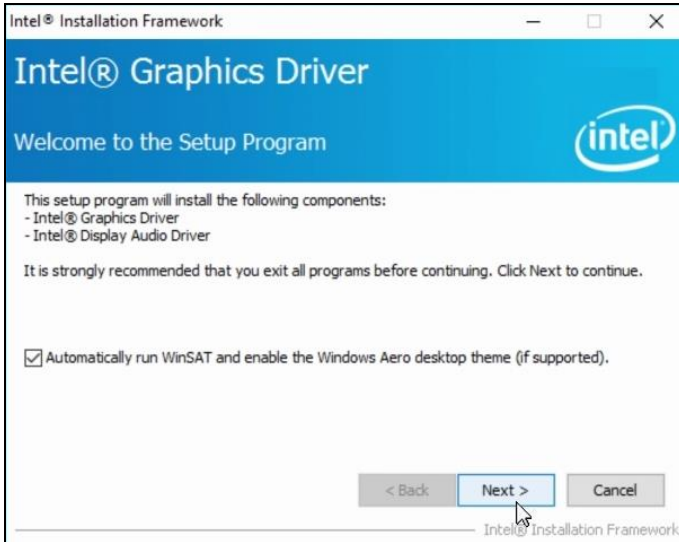 Intel® Installation Framework
Intel® Graphics Driver
Welcome to the Setup Program
intel
This setup program will install the following components:
- Intel® Graphics Driver
- Intel® Display Audio Driver
It is strongly recommended that you exit all programs before continuing. Click Next to continue.
Automatically run WinSAT and enable the Windows Aero desktop theme (if supported).
< Back Next > Cancel
Intel® Installation Framework